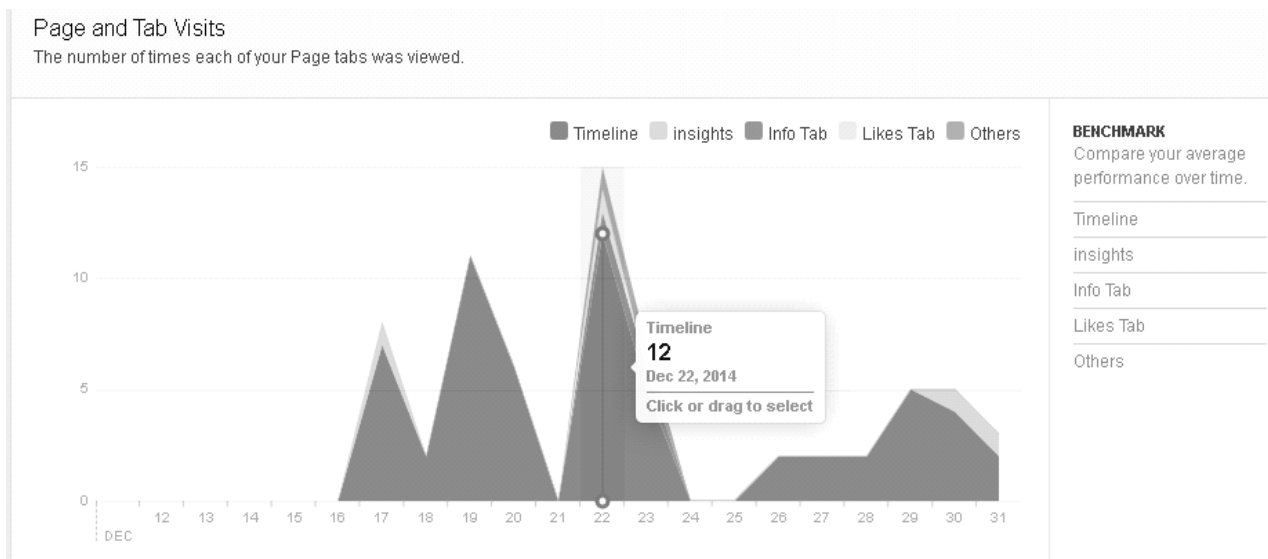 Page and Tab Visits
The number of times each of your Page tabs was viewed.
Timeline insights Info Tab Likes Tab Others
15
10
5
0
Timeline
12
Dec 22, 2014
Click or drag to select
12 13 14 15 16 17 18 19 20 21 22 23 24 25 26 27 28 29 30 31
DEC
BENCHMARK
Compare your average
performance over time.
Timeline
insights
Info Tab
Likes Tab
Others